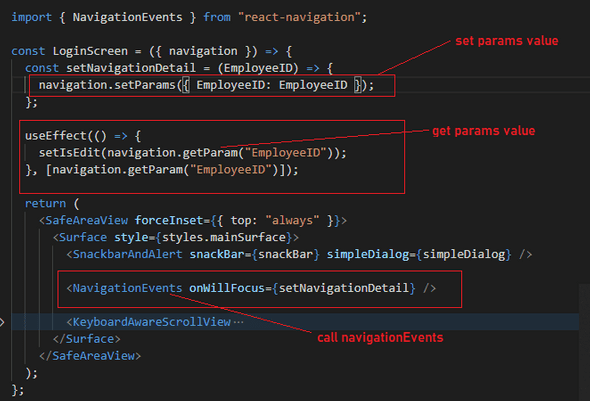 import { NavigationEvents } from "react-navigation";
set params value
const LoginScreen = ({ navigation }) => {
const setNavigationDetail = (EmployeeID) => {
navigation.setParams({ EmployeeID: EmployeeID });
};
get params value
useEffect(() => {
setIsEdit(navigation.getParam("EmployeeID"));
}, [navigation.getParam("EmployeeID")]);
return (
<SafeAreaView forceInset={{ top: "always" }}>
<Surface style={styles.mainSurface}>
<SnackbarAndAlert snackBar={snackBar} simpleDialog={simpleDialog} />
<NavigationEvents onWillFocus={setNavigationDetail} />
<KeyboardAwareScrollView ...
call navigationEvents
</Surface>
</SafeAreaView>
);
};